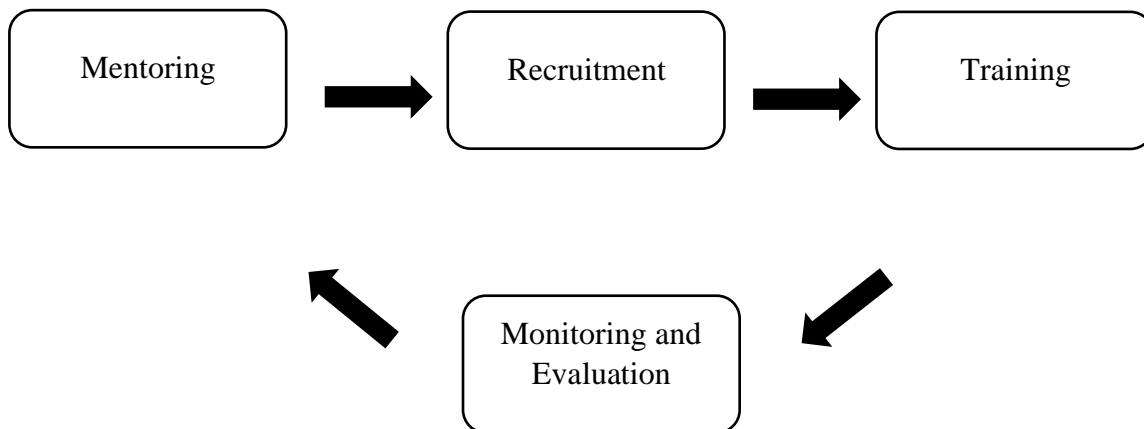 Mentoring
Recruitment
Training
Monitoring and
Evaluation